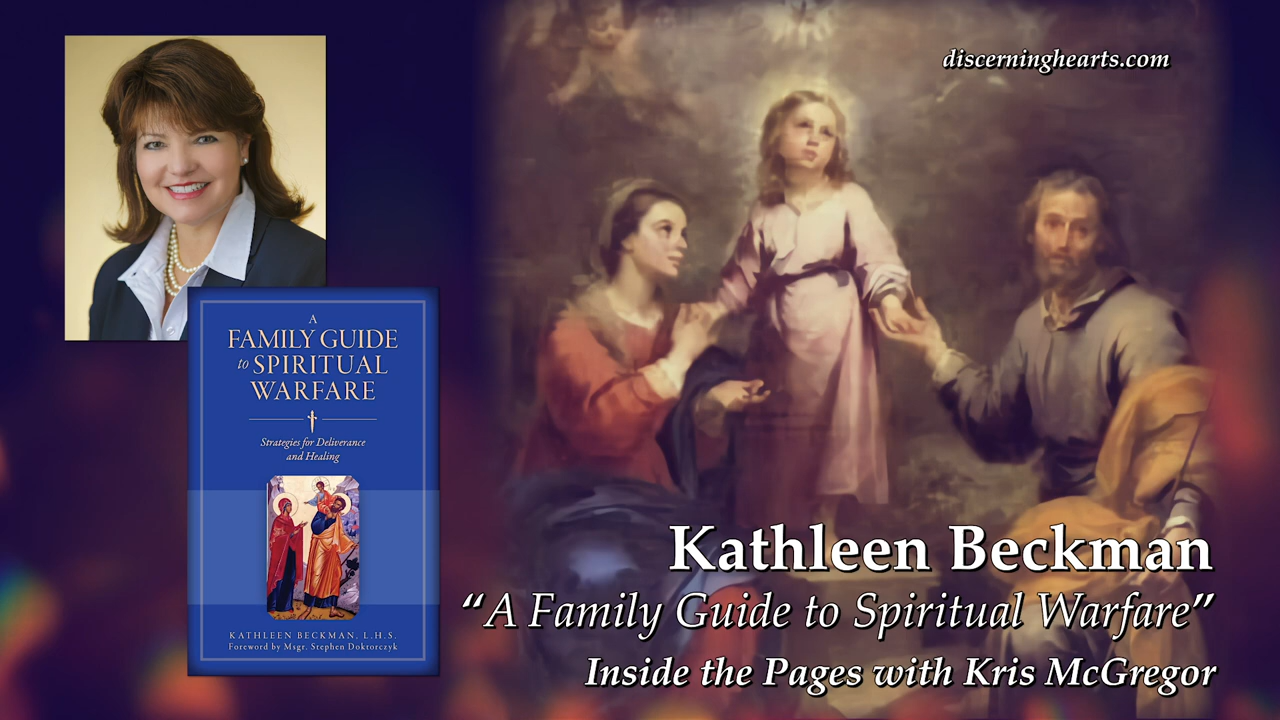 discerninghearts.com
A
FAMILY GUIDE
to SPIRITUAL
WARFARE
Strategies for Deliverance
and Healing
KATHLEEN BECKMAN, L.H.S.
Foreword by Msgr. Stephen Doktorczyk
Kathleen Beckman
“A Family Guide to Spiritual Warfare”
Inside the Pages with Kris McGregor